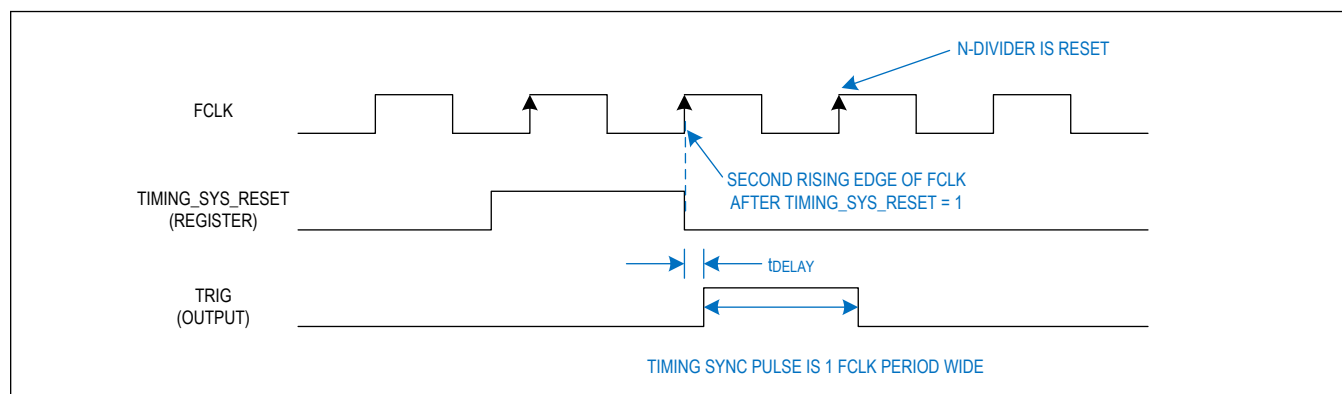 N-DIVIDER IS RESET
FCLK
SECOND RISING EDGE OF FCLK
AFTER TIMING_SYS_RESET = 1
TIMING_SYS_RESET
(REGISTER)
tDELAY
TRIG
(OUTPUT)
TIMING SYNC PULSE IS 1 FCLK PERIOD WIDE